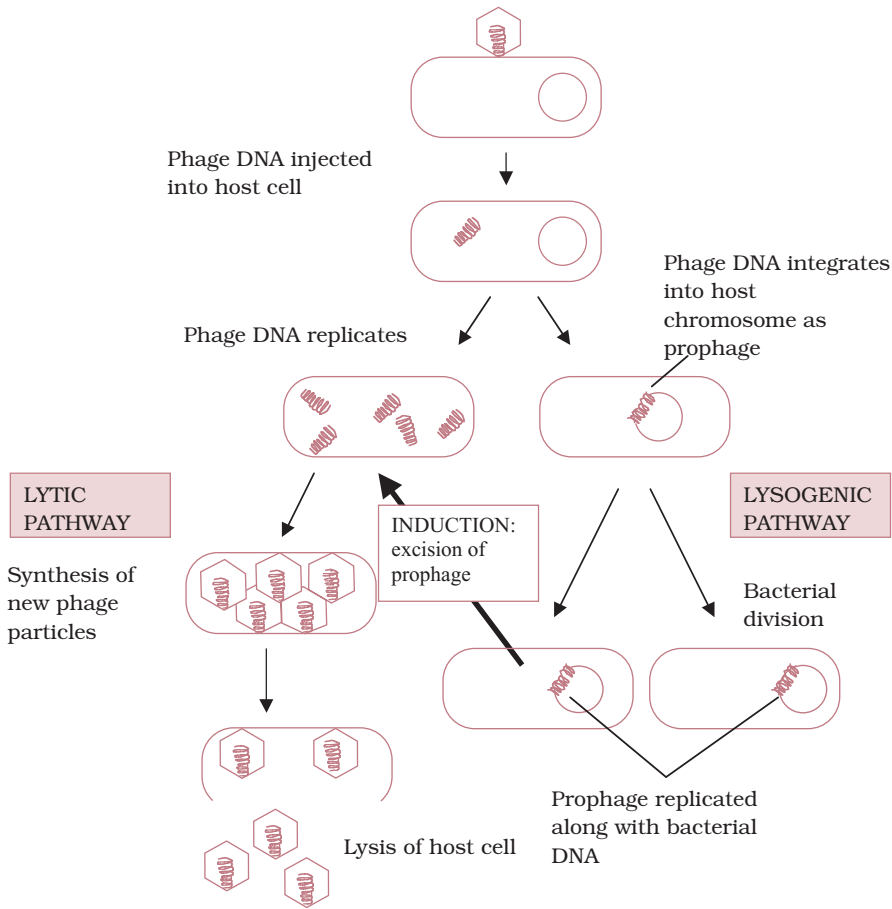 Phage DNA injected
into host cell
Phage DNA integrates
into host
chromosome as
prophage
Phage DNA replicates
LYTIC
PATHWAY
INDUCTION:
excision of
prophage
LYSOGENIC
PATHWAY
Synthesis of
new phage
particles
Bacterial
division
Prophage replicated
along with bacterial
DNA
Lysis of host cell